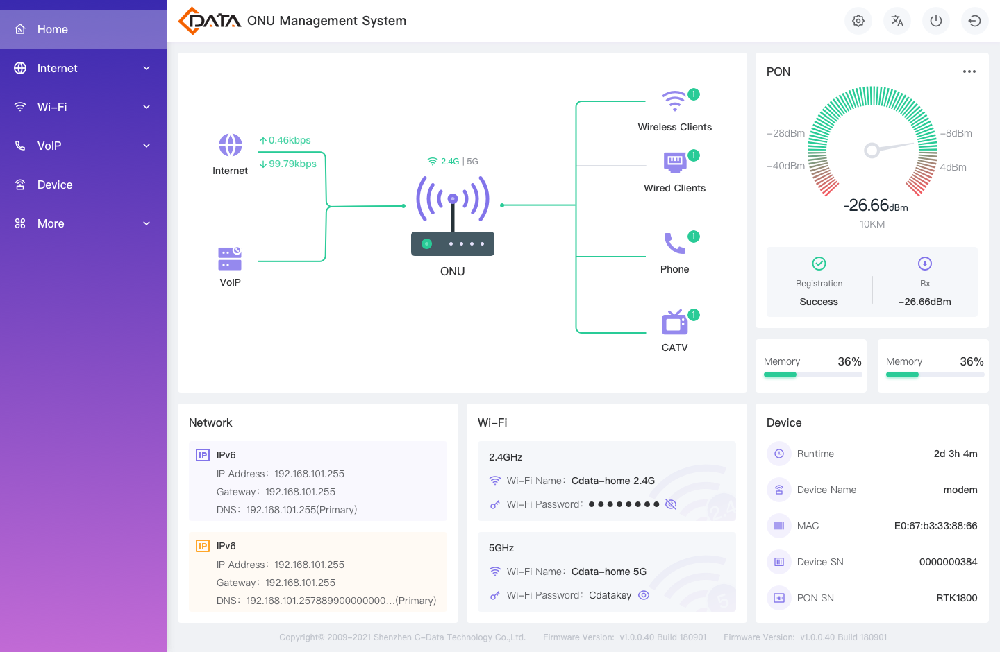 DATA ONU Management System
Home
Internet
Wi-Fi
VoIP
Device
More
0.46kbps
99.79kbps
Internet
VoIP
2.4G | 5G
ONU
1
Wireless Clients
1
Wired Clients
1
Phone
1
CATV
PON
-28dBm
-8dBm
-40dBm
4dBm
-26.66dBm
10KM
Registration
Success
Rx
-26.66dBm
Memory 36%
Memory 36%
Network
IP IPv6
IP Address: 192.168.101.255
Gateway: 192.168.101.255
DNS: 192.168.101.255(Primary)
IP IPv6
IP Address: 192.168.101.255
Gateway: 192.168.101.255
DNS: 192.168.101.257889900000000...(Primary)
Wi-Fi
2.4GHz
Wi-Fi Name: Cdata-home 2.4G
Wi-Fi Password: ●●●●●●●●
2.4
5GHz
Wi-Fi Name: Cdata-home 5G
Wi-Fi Password: Cdatakey
5
Device
Runtime 2d 3h 4m
Device Name modem
MAC E0:67:b3:33:88:66
Device SN 0000000384
PON SN RTK1800
Copyright© 2009-2021 Shenzhen C-Data Technology Co.,Ltd. Firmware Version: v1.0.0.40 Build 180901 Firmware Version: v1.0.0.40 Build 180901